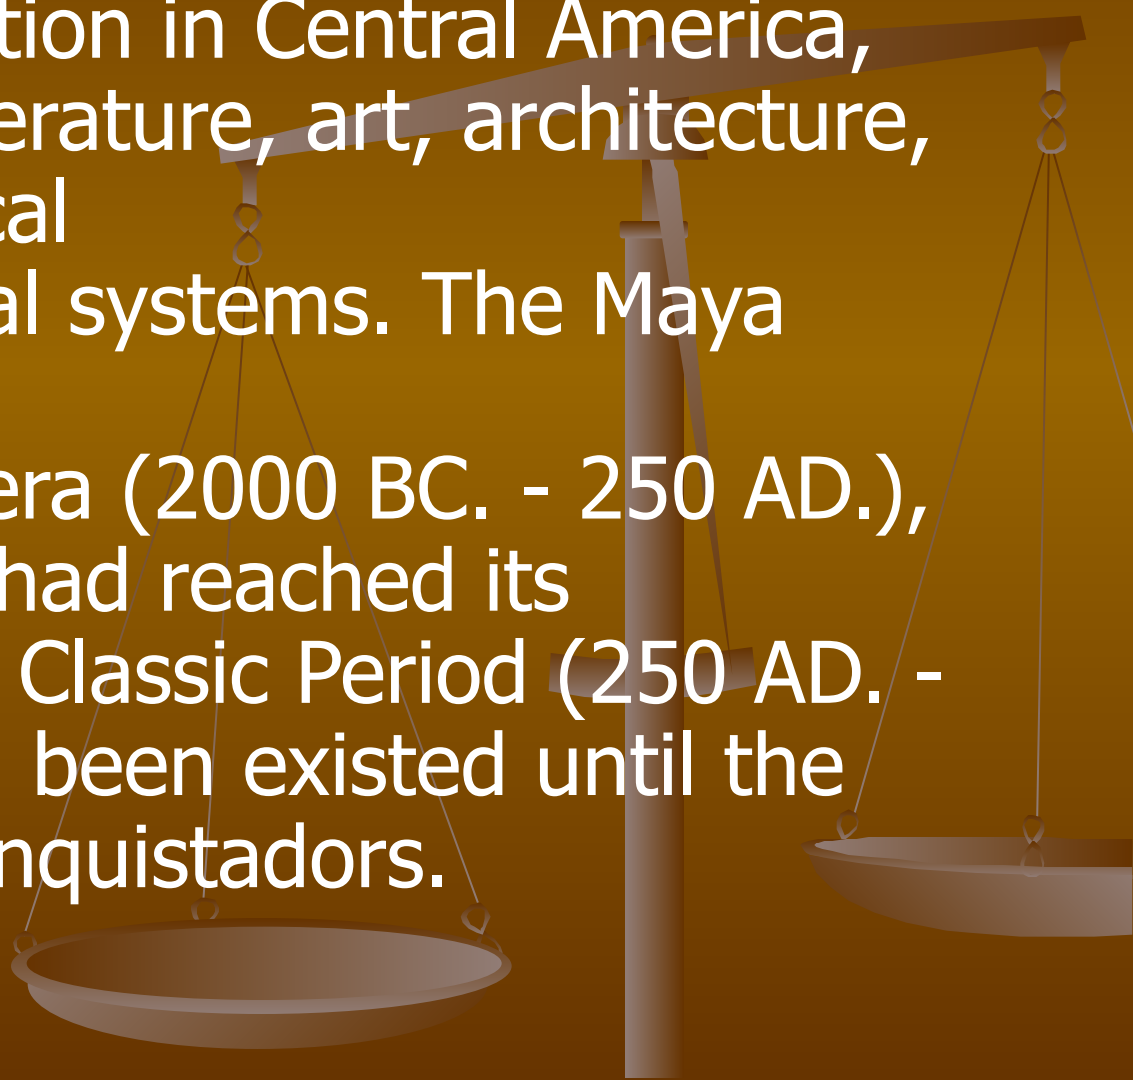 tion in Central America,
erature, art, architecture,
cal
al systems. The Maya
era (2000 BC. - 250 AD.),
had reached its
Classic Period (250 AD. -
been existed until the
nquistadors.